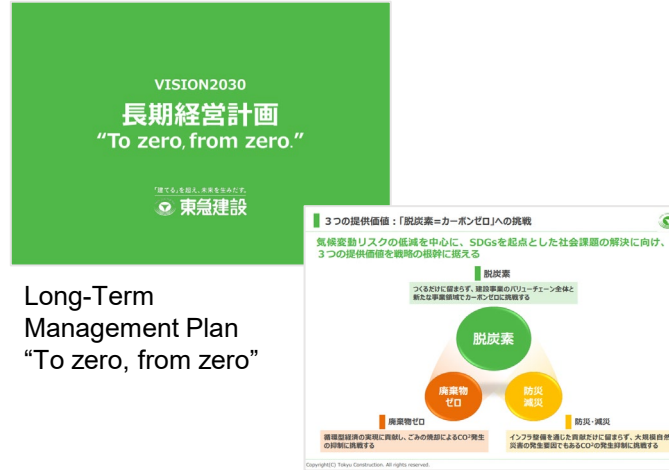 VISION2030
長期経営計画
“To zero, from zero.”
「建てる」を超え、未来を生みだす。
東急建設
Long-Term
Management Plan
“To zero, from zero”
3つの提供価値：「脱炭素＝カーボンゼロ」への挑戦
気候変動リスクの低減を中心に、SDGsを起点とした社会課題の解決に向け、
３つの提供価値を戦略の根幹に据える
脱炭素
つくるだけに留まらず、建設事業のバリューチェーン全体と
新たな事業領域でカーボンゼロに挑戦する
脱炭素
廃棄物
ゼロ
防災
減災
廃棄物ゼロ
循環型経済の実現に貢献し、ごみの焼却によるCO²発生
の抑制に挑戦する
防災・減災
インフラ整備を通じた貢献だけに留まらず、大規模自然
災害の発生要因でもあるCO²の発生抑制に挑戦する
Copyright(C) Tokyu Construction. All rights reserved.